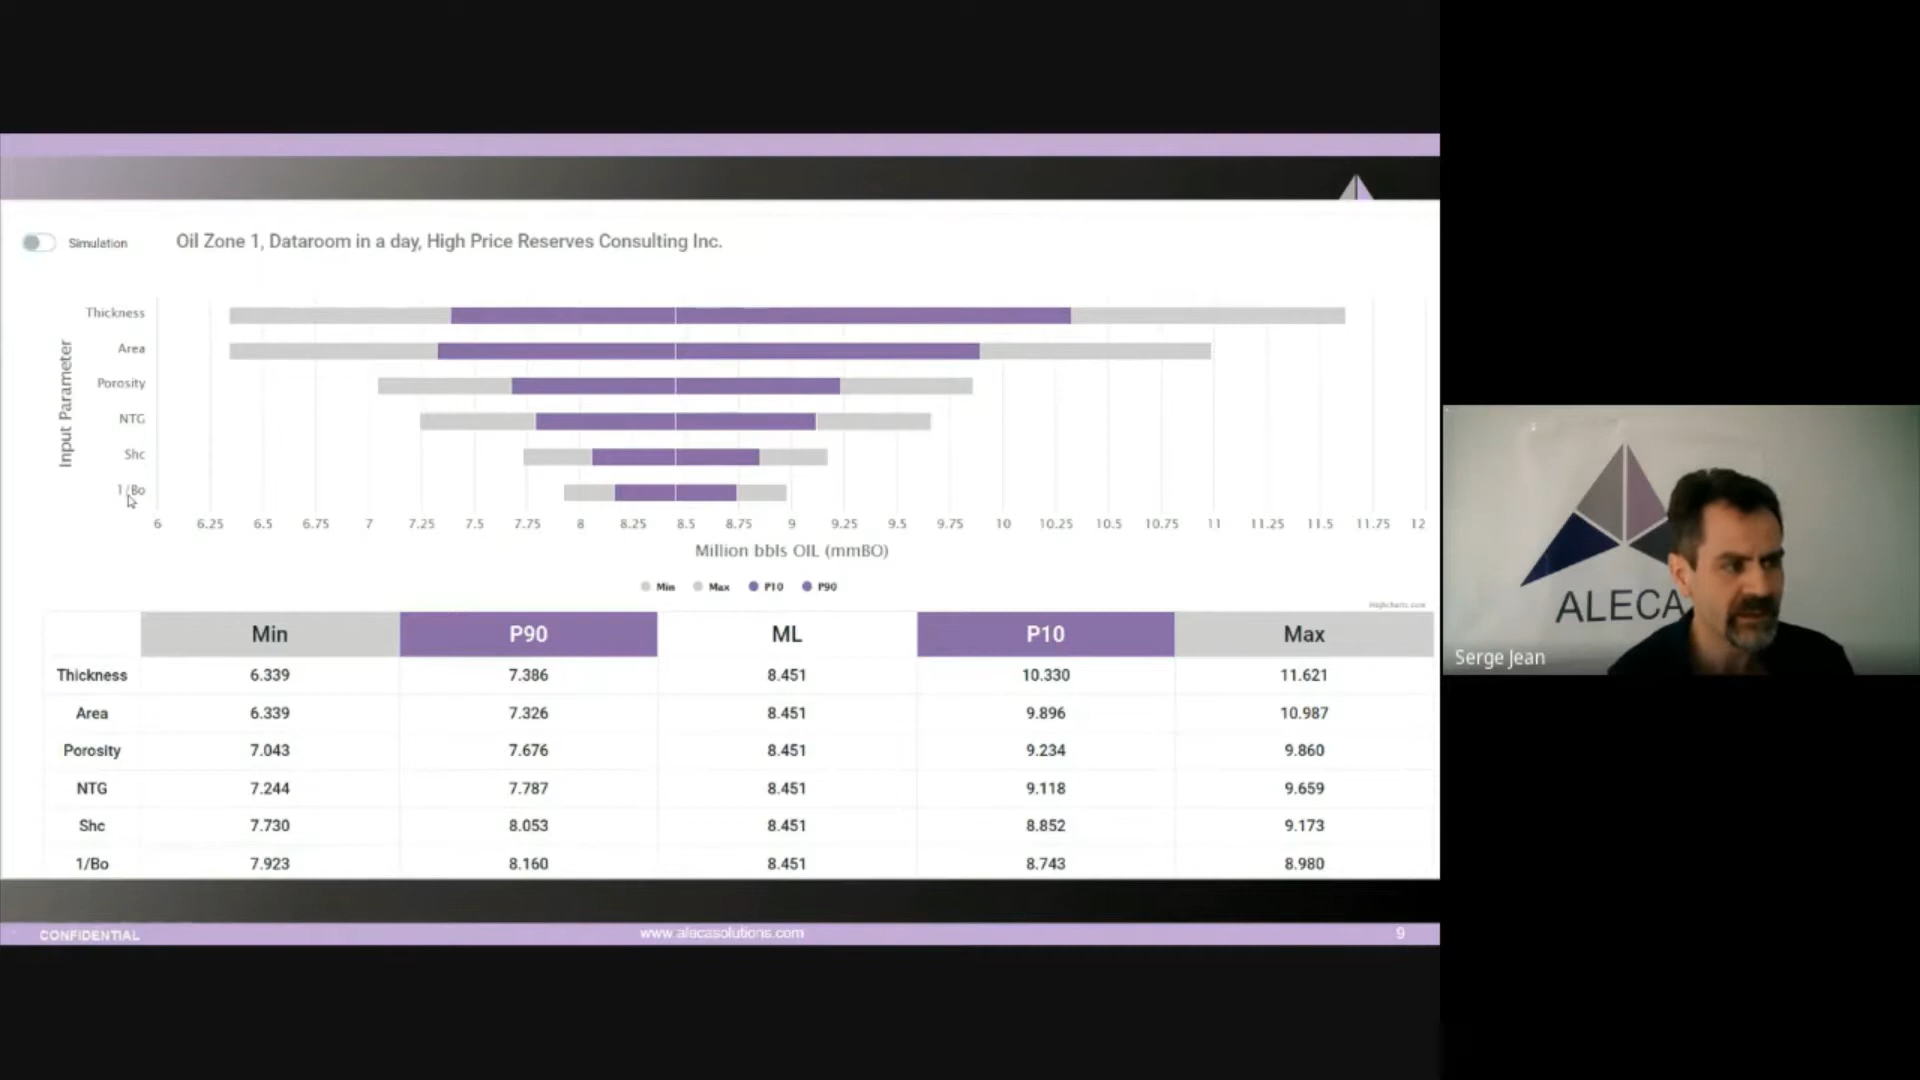 Simulation
Oil Zone 1, Dataroom in a day, High Price Reserves Consulting Inc.
Input Parameter
Thickness
Area
Porosity
NTG
Shc
1/Bo
6 6.25 6.5 6.75 7 7.25 7.5 7.75 8 8.25 8.5 8.75 9 9.25 9.5 9.75 10 10.25 10.5 10.75 11 11.25 11.5 11.75 12
Million bbls OIL (mmBO)
Min Max P10 P90
Highcharts.com
Min P90 ML P10 Max
Thickness 6.339 7.386 8.451 10.330 11.621
Area 6.339 7.326 8.451 9.896 10.987
Porosity 7.043 7.676 8.451 9.234 9.860
NTG 7.244 7.787 8.451 9.118 9.659
Shc 7.730 8.053 8.451 8.852 9.173
1/Bo 7.923 8.160 8.451 8.743 8.980
CONFIDENTIAL www.alecasolutions.com 9
ALECA
Serge Jean